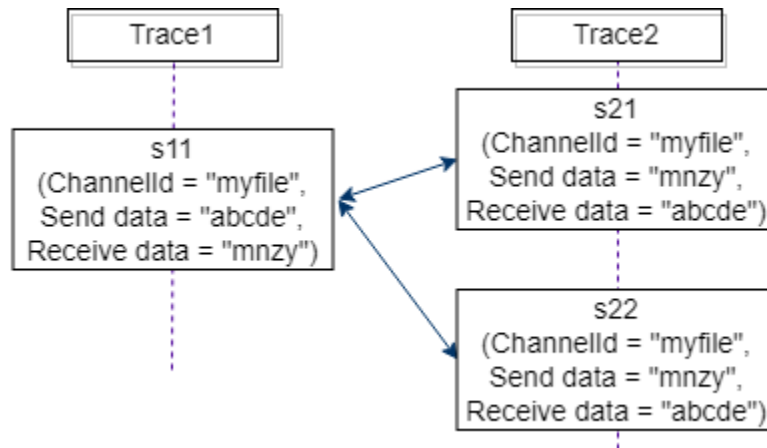 Trace1
Trace2
s11
(ChannelId = "myfile",
Send data = "abcde",
Receive data = "mnzy")
s21
(ChannelId = "myfile",
Send data = "mnzy",
Receive data = "abcde")
s22
(ChannelId = "myfile",
Send data = "mnzy",
Receive data = "abcde")